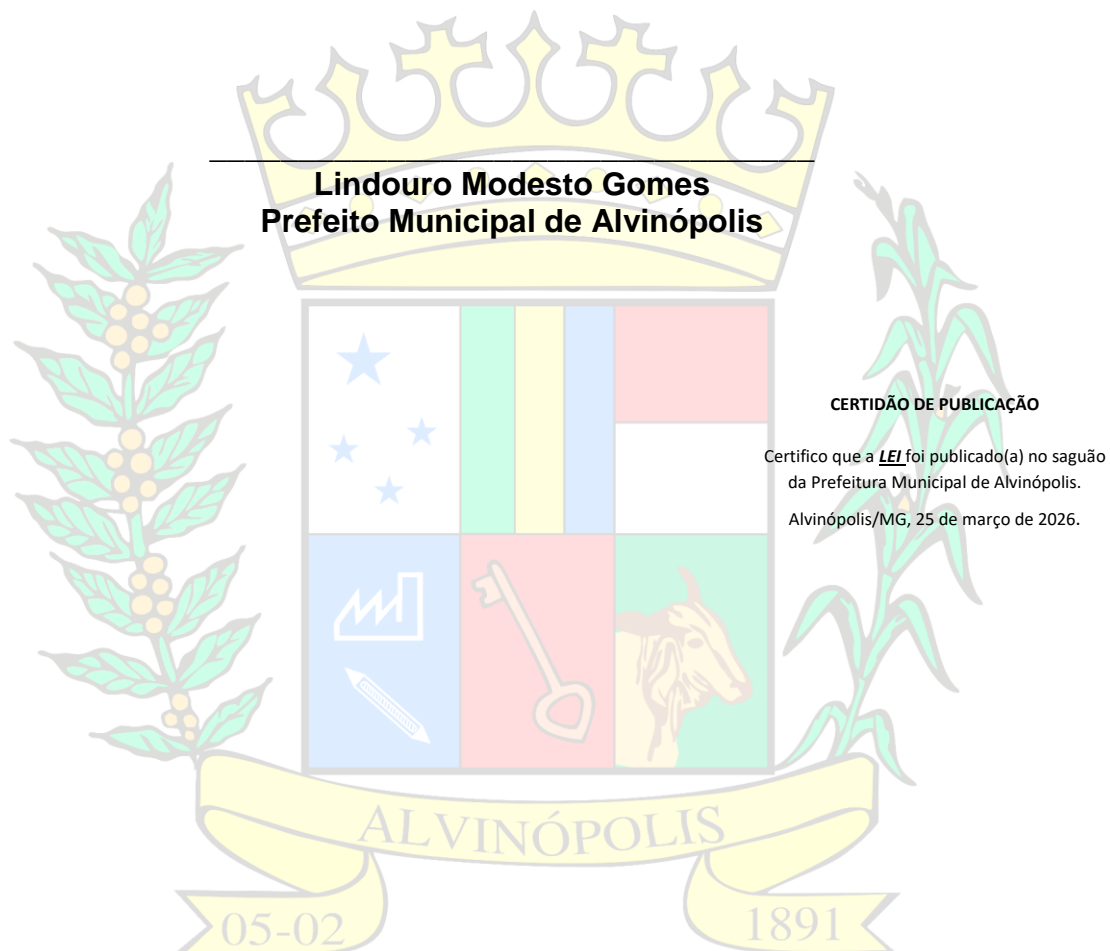 Lindouro Modesto Gomes
Prefeito Municipal de Alvinópolis
CERTIDÃO DE PUBLICAÇÃO
Certifico que a LEI foi publicado(a) no saguão
da Prefeitura Municipal de Alvinópolis.
Alvinópolis/MG, 25 de março de 2026.
ALVINÓPOLIS
05-02
1891